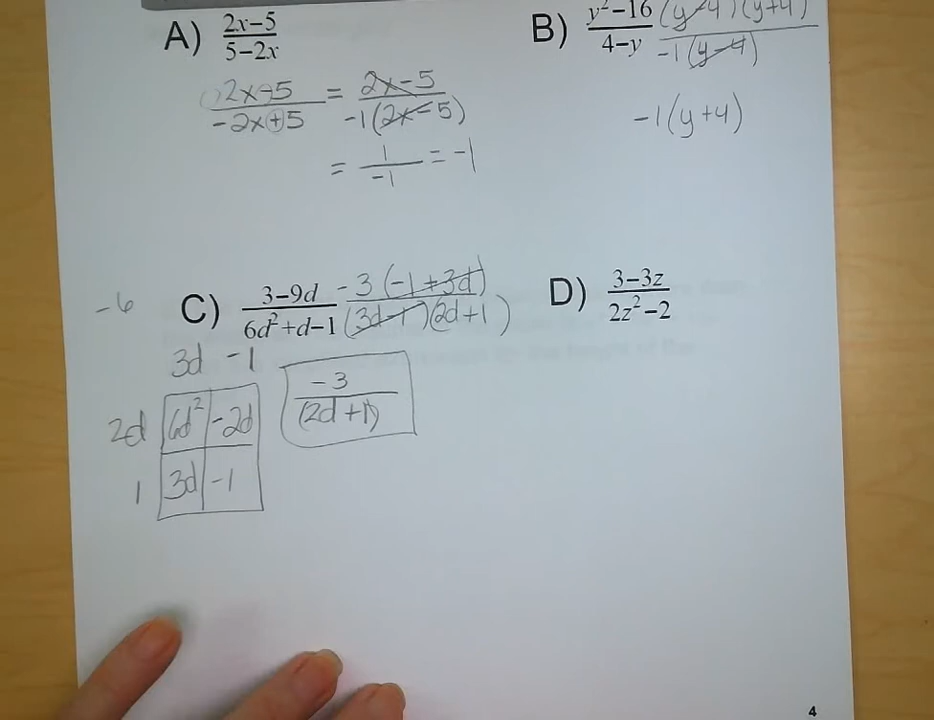 A) 2x-5
5-2x
2x-5 = 2x-5
-2x+5 -1(2x-5)
= 1 = -1
-1
B) y²-16 (y-4)(y+4)
4-y -1(y-4)
-1(y+4)
-6
C) 3-9d -3(-1+3d)
6d²+d-1 (3d-1)(2d+1)
3d -1
2d 6d² -2d
1 3d -1
-3
(2d+1)
D) 3-3z
2z²-2
4